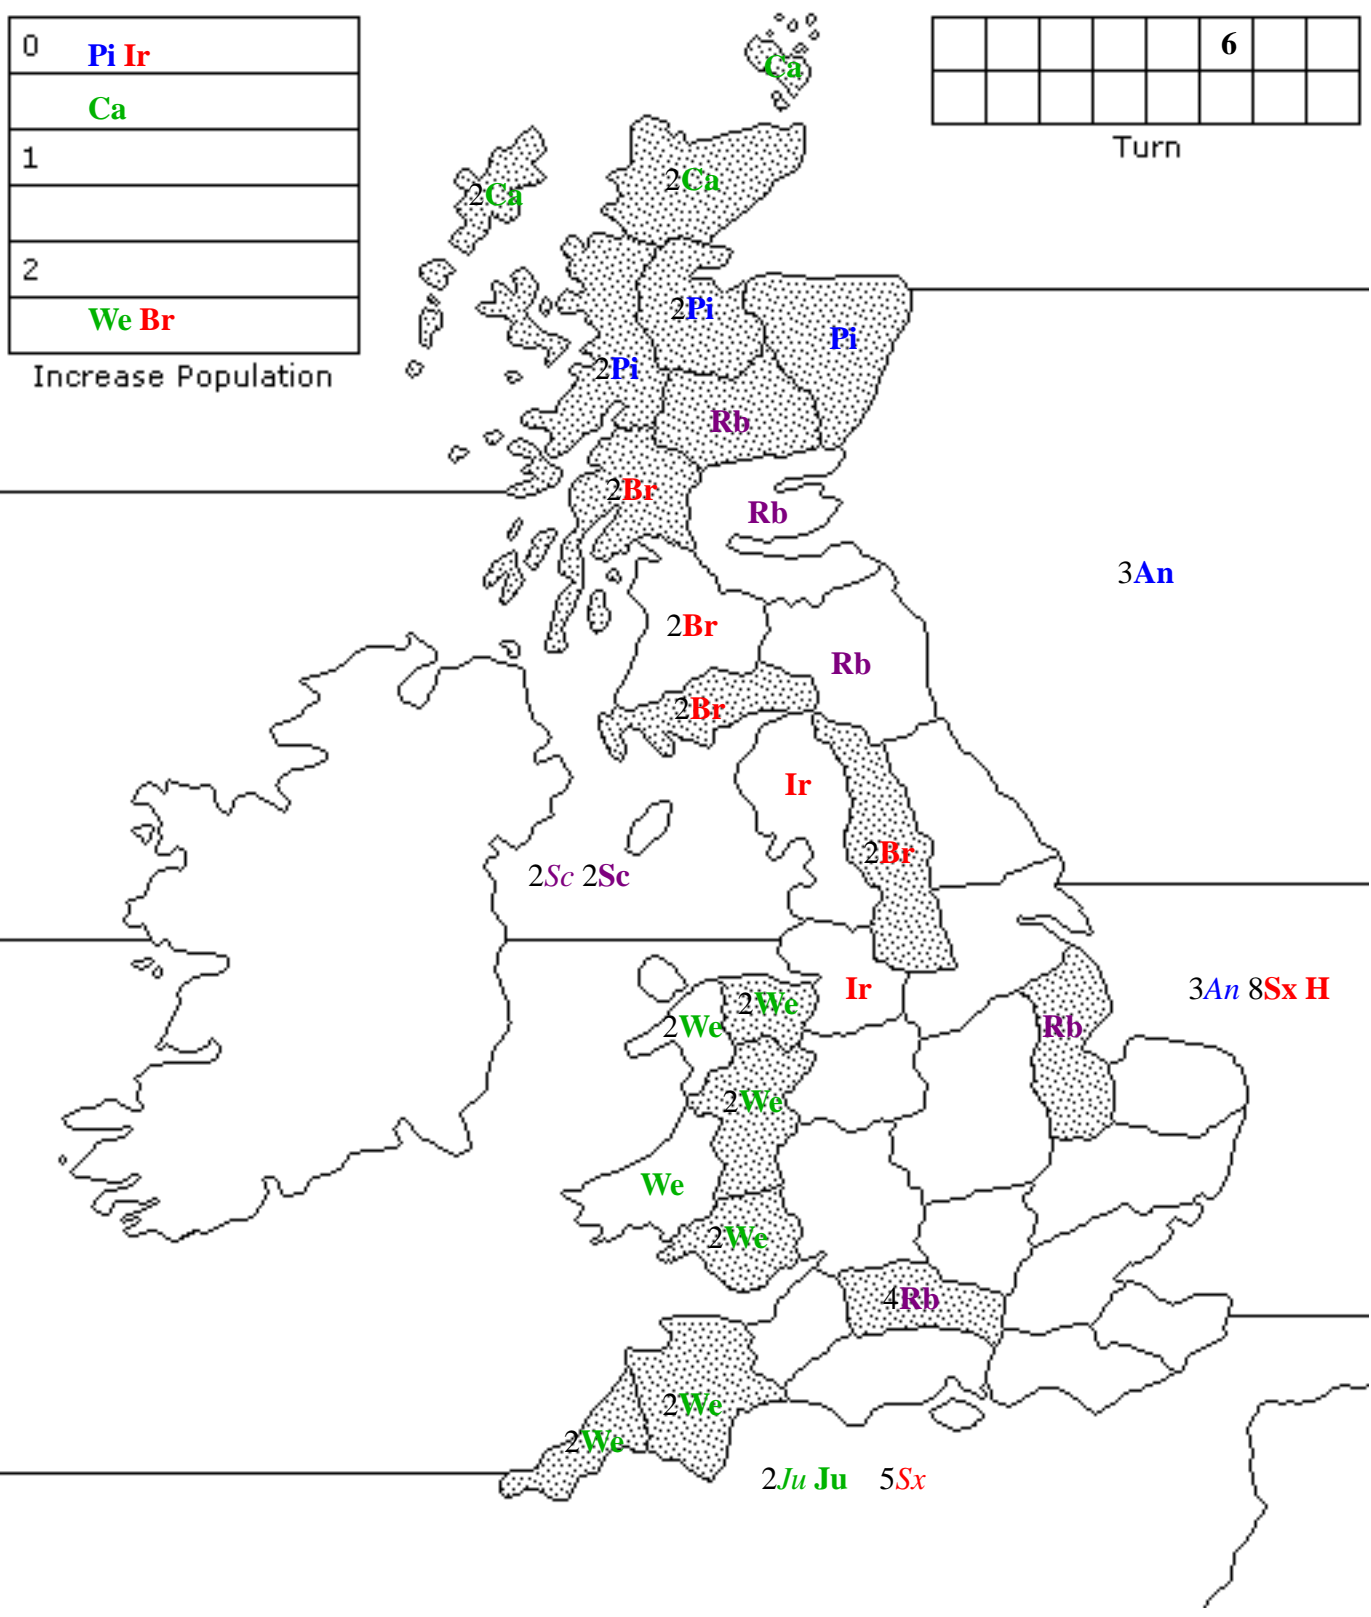 0 Pi Ir
Ca
1
2
We Br
Increase Population
6
Turn
Ca
2Ca
2Ca
2Pi
Pi
2Pi
Rb
2Br
Rb
3An
2Br
Rb
2Br
Ir
2Br
2Sc 2Sc
Ir
3An 8Sx H
2We
2We
Rb
2We
We
2We
4Rb
2We
2We
2Ju Ju 5Sx